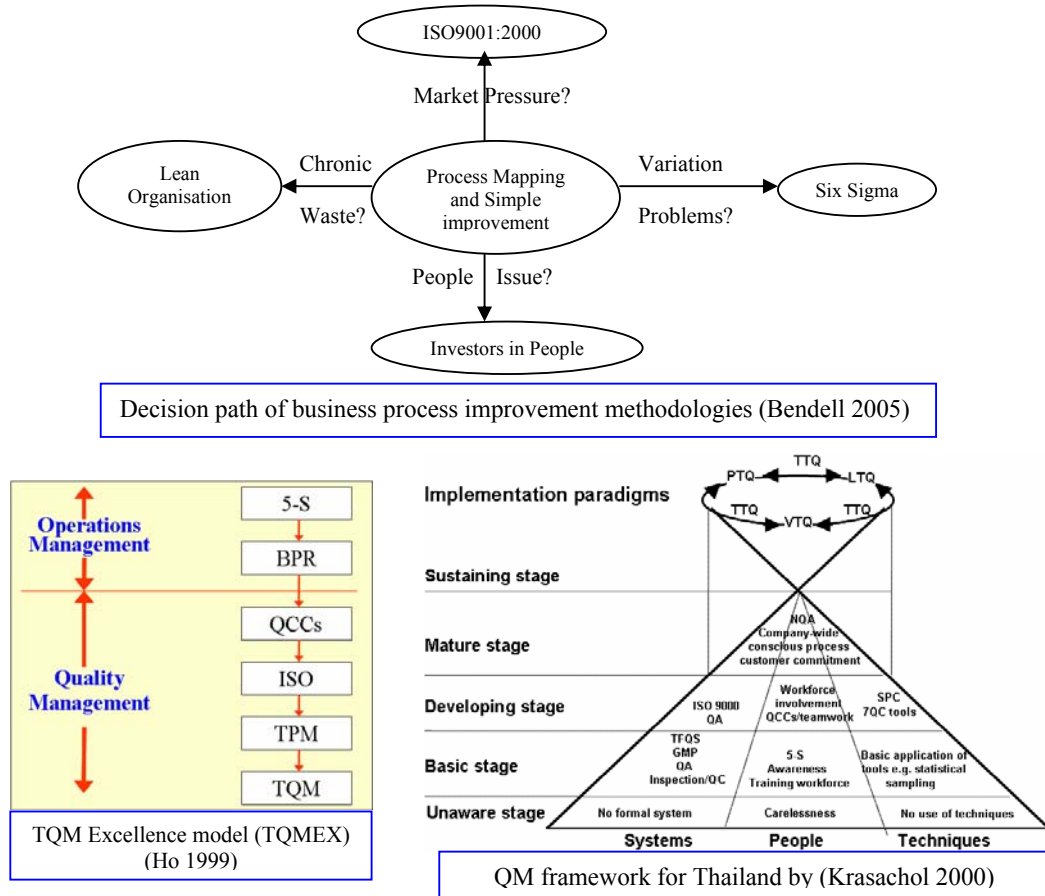 ISO9001:2000
Market Pressure?
Lean
Organisation
Chronic
Waste?
Process Mapping
and Simple
improvement
Variation
Problems?
Six Sigma
People Issue?
Investors in People
Decision path of business process improvement methodologies (Bendell 2005)
Operations
Management
5-S
BPR
Quality
Management
QCCs
ISO
TPM
TQM
TQM Excellence model (TQMEX)
(Ho 1999)
Implementation paradigms
TTQ
PTQ LTQ
TTQ TTQ
VTQ
Sustaining stage
Mature stage
NQA
Company-wide
conscious process
customer commitment
Developing stage
ISO 9000
QA
Workforce
involvement
QCCs/teamwork
SPC
7QC tools
Basic stage
TFQS
GMP
QA
Inspection/QC
5-S
Awareness
Training workforce
Basic application of
tools e.g. statistical
sampling
Unaware stage
No formal system
Carelessness
No use of techniques
Systems People Techniques
QM framework for Thailand by (Krasachol 2000)